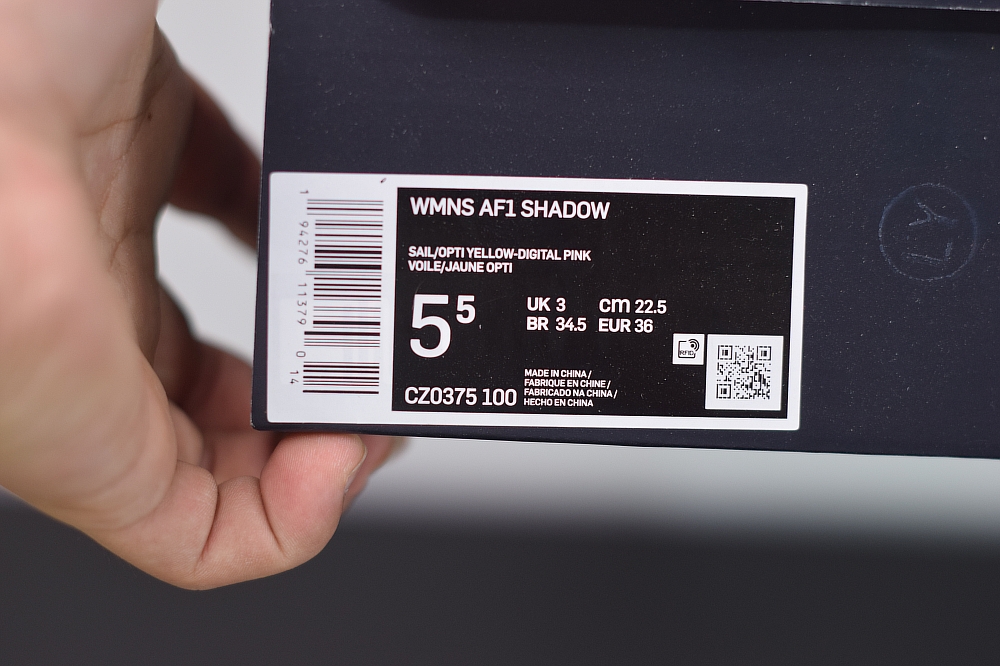 WMNS AF1 SHADOW
SAIL/OPTI YELLOW-DIGITAL PINK
VOILE/JAUNE OPTI
5⁵
UK 3 cm 22.5
BR 34.5 EUR 36
RFID
CZ0375 100
MADE IN CHINA /
FABRIQUE EN CHINE /
FABRICADO NA CHINA /
HECHO EN CHINA
1 94276 11379 0 14